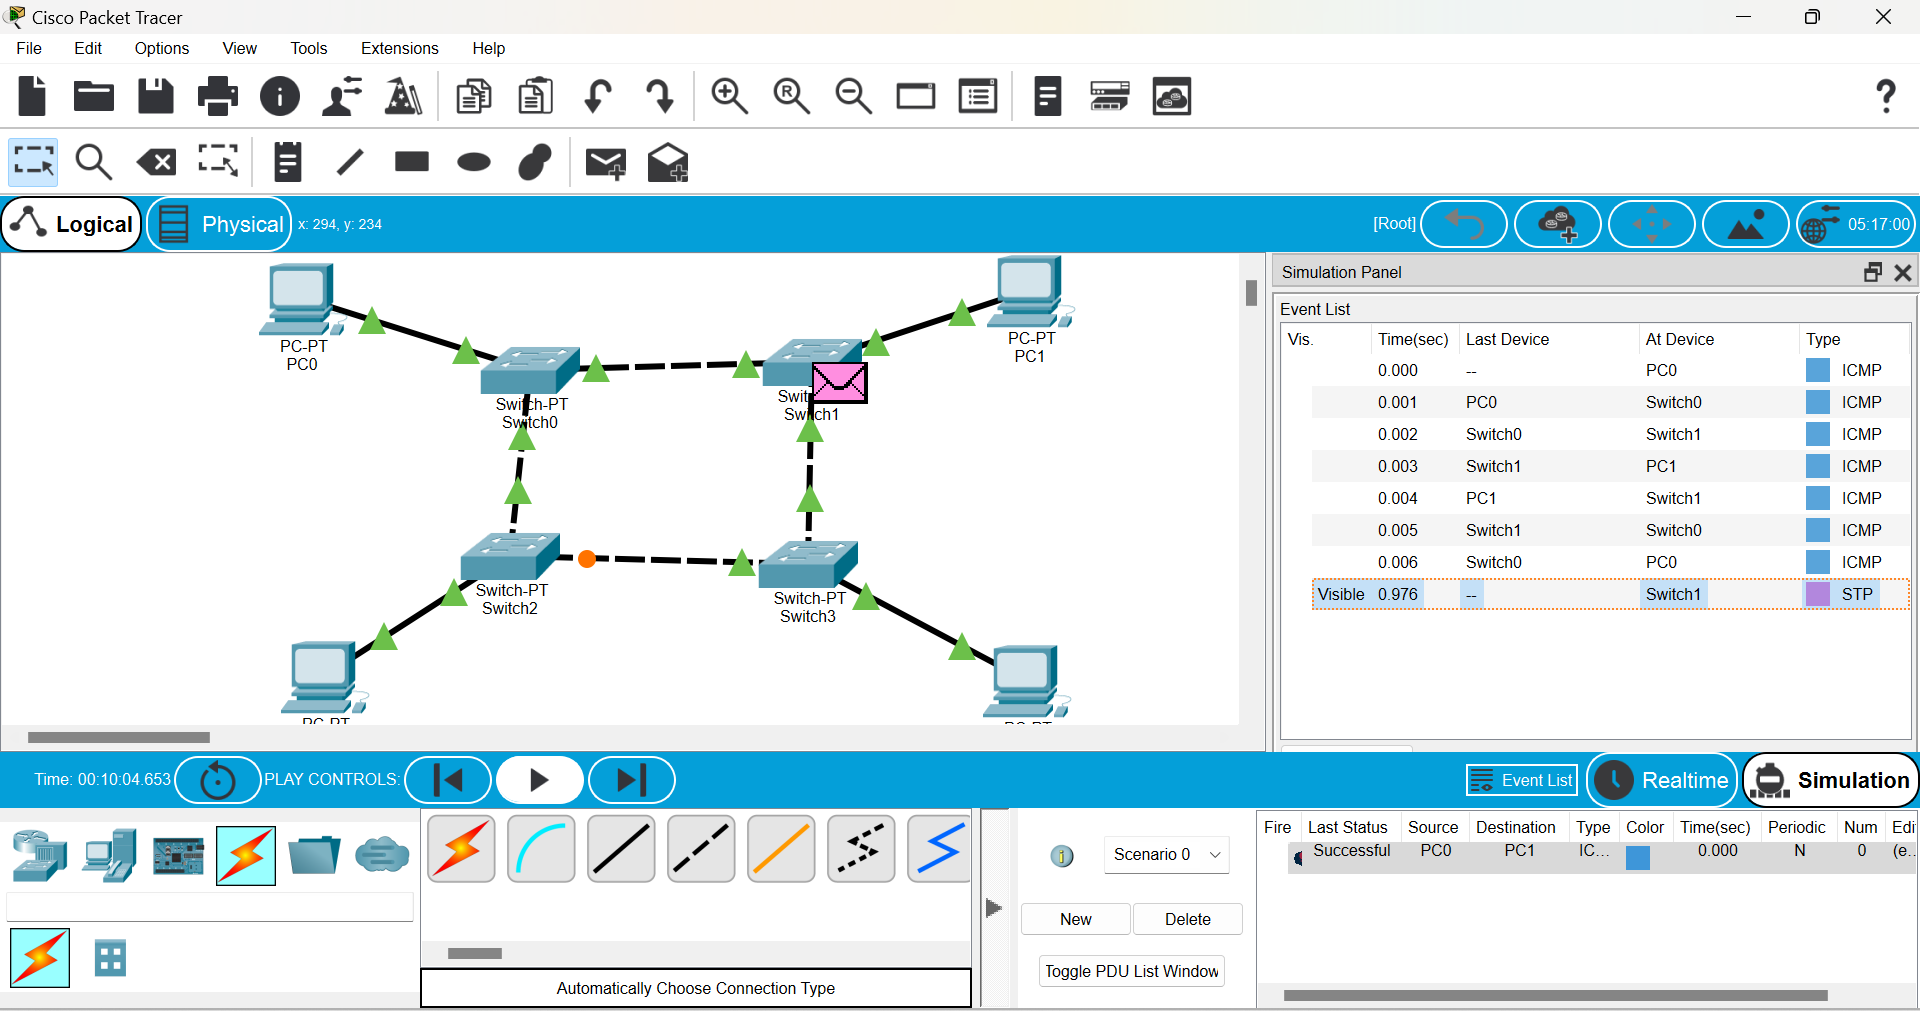 Cisco Packet Tracer
File Edit Options View Tools Extensions Help
Logical Physical x: 294, y: 234 [Root] 05:17:00
PC-PT
PC0
PC-PT
PC1
Switch-PT
Switch0
Switch1
Switch-PT
Switch2
Switch-PT
Switch3
Simulation Panel
Event List
Vis. Time(sec) Last Device At Device Type
0.000 -- PC0 ICMP
0.001 PC0 Switch0 ICMP
0.002 Switch0 Switch1 ICMP
0.003 Switch1 PC1 ICMP
0.004 PC1 Switch1 ICMP
0.005 Switch1 Switch0 ICMP
0.006 Switch0 PC0 ICMP
Visible 0.976 -- Switch1 STP
Time: 00:10:04.653 PLAY CONTROLS: Event List Realtime Simulation
Automatically Choose Connection Type
Scenario 0
New Delete
Toggle PDU List Window
Fire Last Status Source Destination Type Color Time(sec) Periodic Num Edi
Successful PC0 PC1 IC... 0.000 N 0 (e..